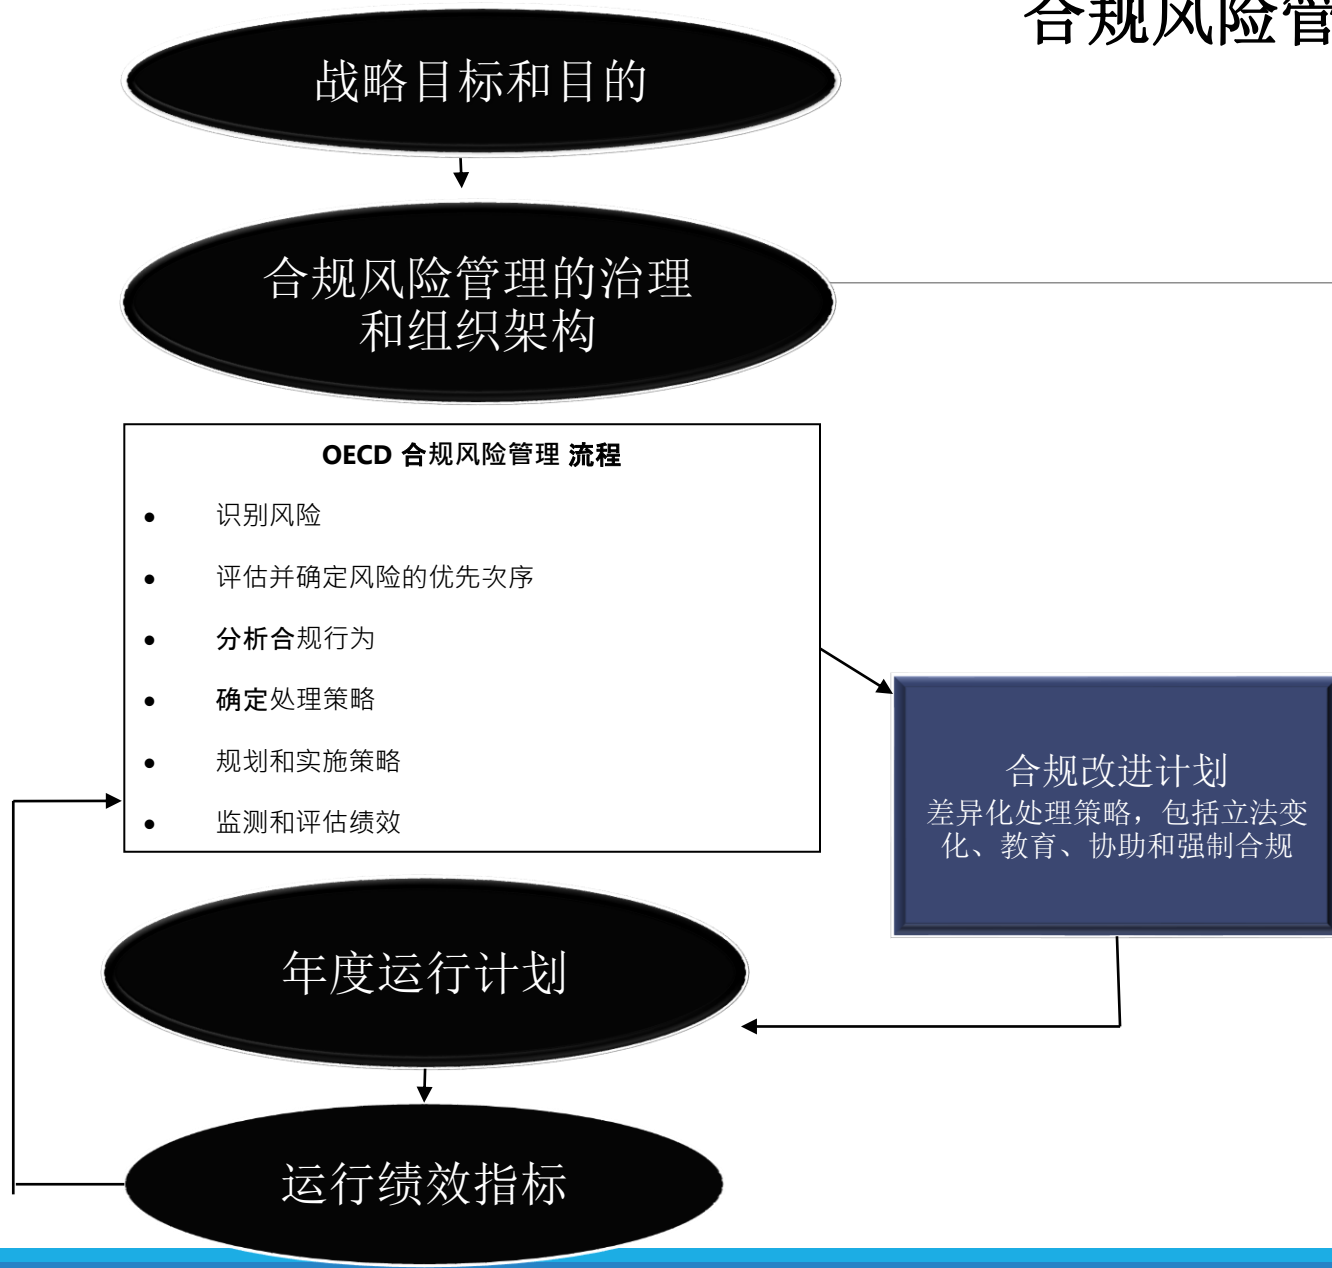 合规风险管
战略目标和目的
合规风险管理的治理
和组织架构
OECD 合规风险管理 流程
● 识别风险
● 评估并确定风险的优先次序
● 分析合规行为
● 确定处理策略
● 规划和实施策略
● 监测和评估绩效
合规改进计划
差异化处理策略，包括立法变
化、教育、协助和强制合规
年度运行计划
运行绩效指标